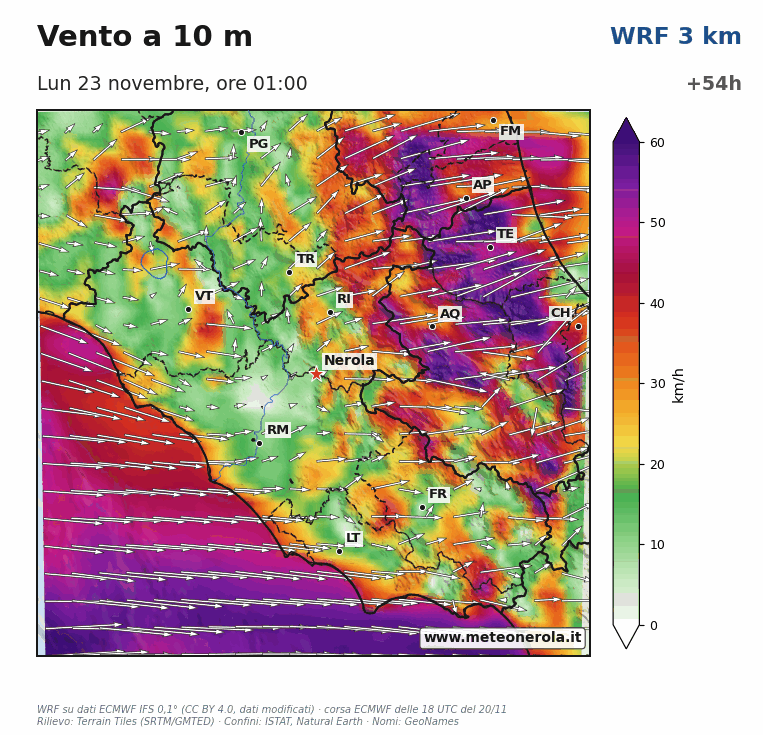 Vento a 10 m
WRF 3 km
Lun 23 novembre, ore 01:00
+54h
FM
PG
AP
TE
TR
VT
RI
AQ
CH
Nerola
RM
FR
LT
www.meteonerola.it
60
50
40
30
20
10
0
km/h
WRF su dati ECMWF IFS 0,1° (CC BY 4.0, dati modificati) · corsa ECMWF delle 18 UTC del 20/11
Rilievo: Terrain Tiles (SRTM/GMTED) · Confini: ISTAT, Natural Earth · Nomi: GeoNames